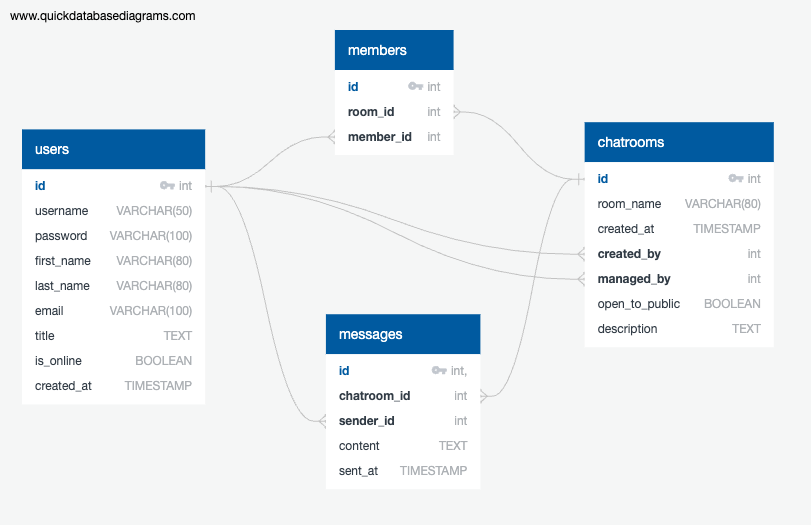 www.quickdatabasediagrams.com
members
id int
room_id int
member_id int
users
id int
username VARCHAR(50)
password VARCHAR(100)
first_name VARCHAR(80)
last_name VARCHAR(80)
email VARCHAR(100)
title TEXT
is_online BOOLEAN
created_at TIMESTAMP
chatrooms
id int
room_name VARCHAR(80)
created_at TIMESTAMP
created_by int
managed_by int
open_to_public BOOLEAN
description TEXT
messages
id int,
chatroom_id int
sender_id int
content TEXT
sent_at TIMESTAMP